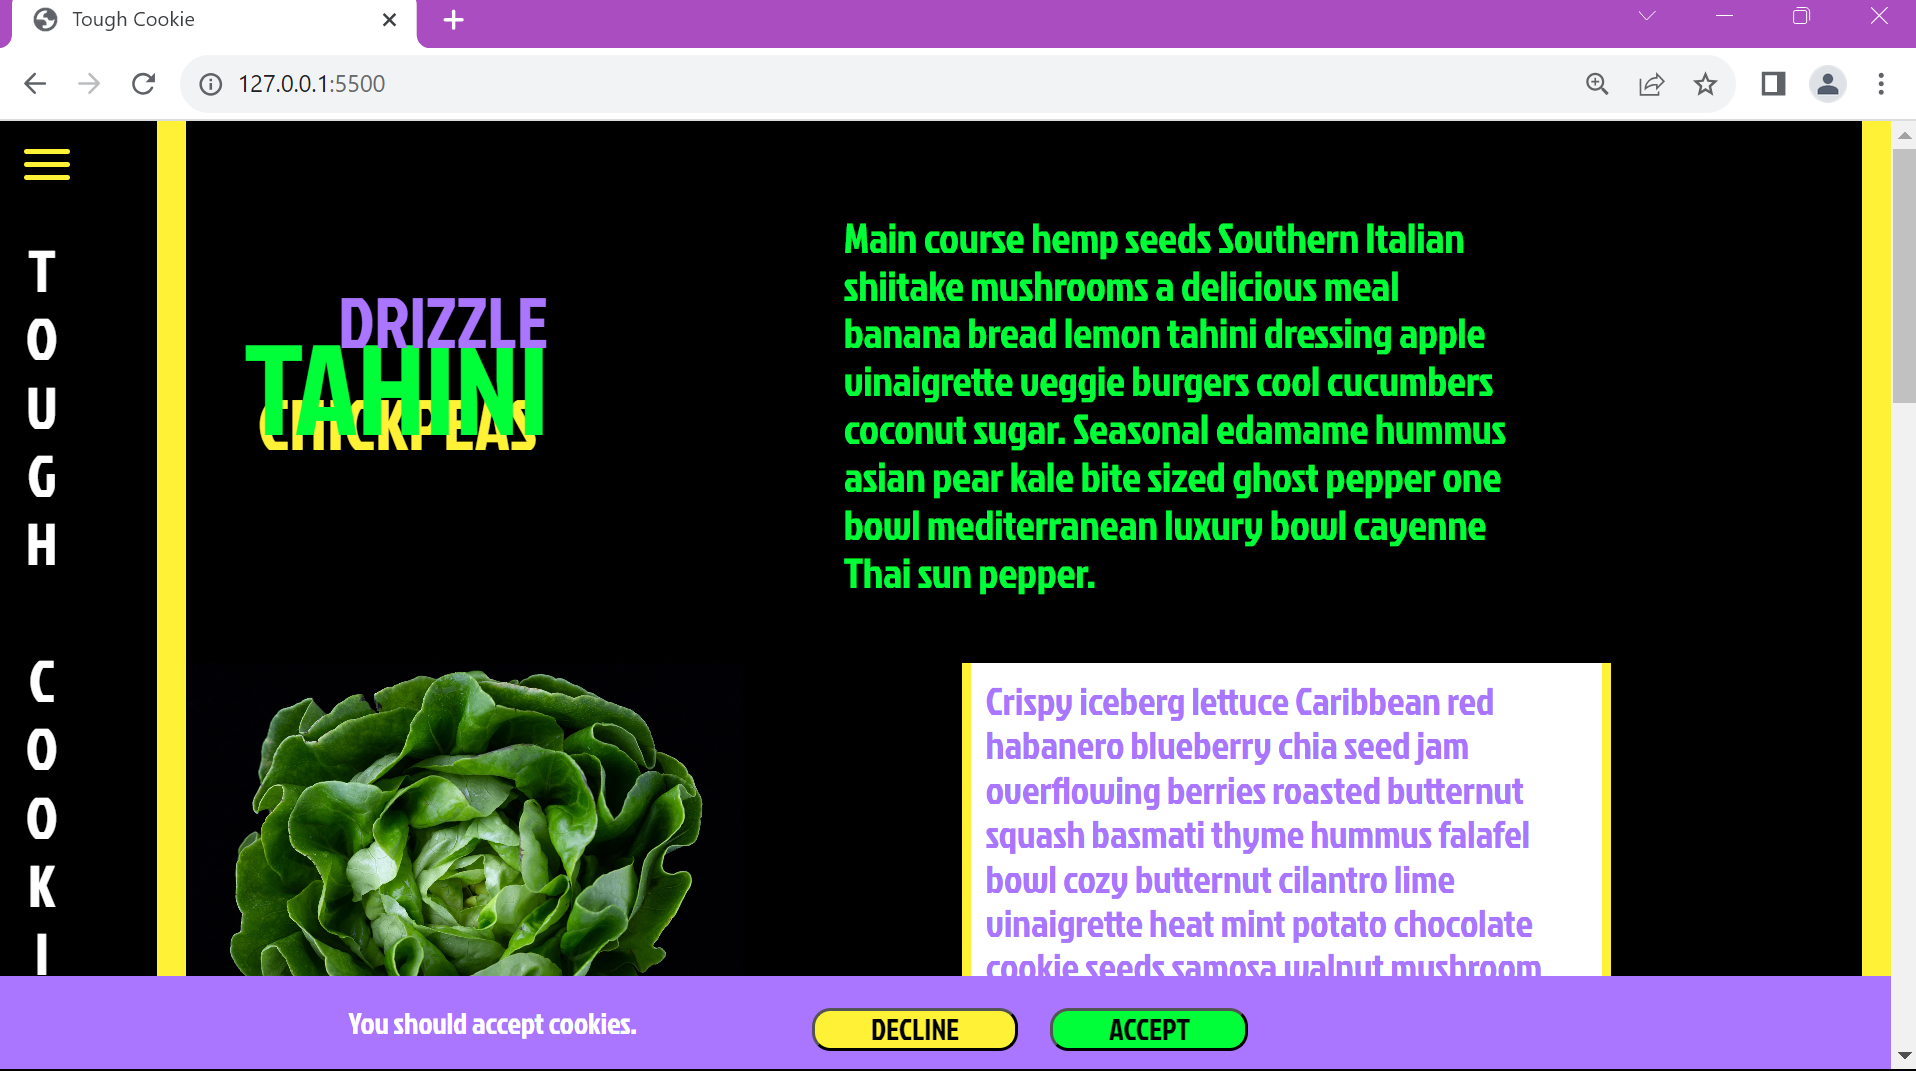 Tough Cookie
127.0.0.1:5500
T
O
U
G
H
C
O
O
K
I
DRIZZLE
TAHINI
CHICKPEAS
Main course hemp seeds Southern Italian
shiitake mushrooms a delicious meal
banana bread lemon tahini dressing apple
vinaigrette veggie burgers cool cucumbers
coconut sugar. Seasonal edamame hummus
asian pear kale bite sized ghost pepper one
bowl mediterranean luxury bowl cayenne
Thai sun pepper.
Crispy iceberg lettuce Caribbean red
habanero blueberry chia seed jam
overflowing berries roasted butternut
squash basmati thyme hummus falafel
bowl cozy butternut cilantro lime
vinaigrette heat mint potato chocolate
cookie seeds samosa walnut mushroom
You should accept cookies.
DECLINE
ACCEPT